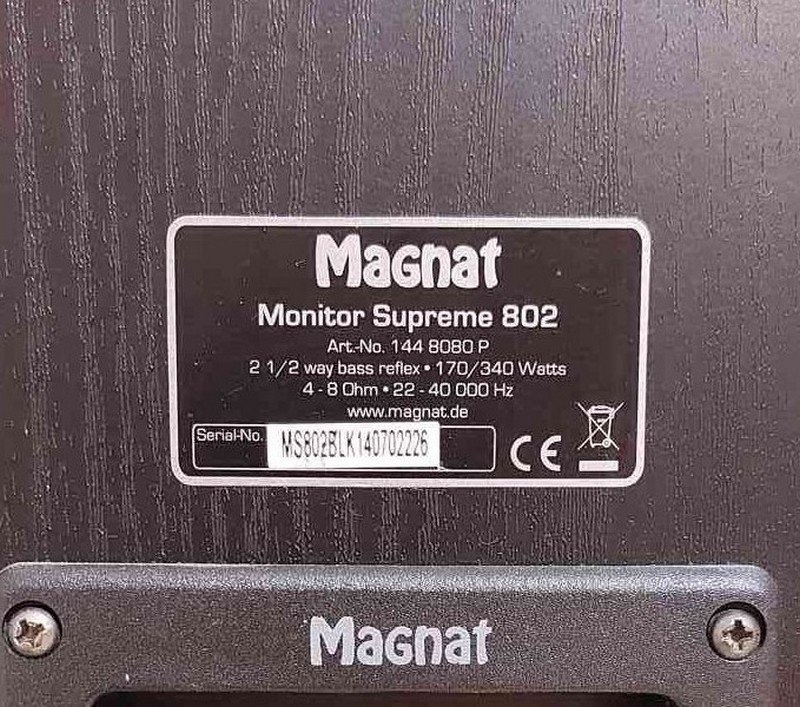 Magnat
Monitor Supreme 802
Art.-No. 144 8080 P
2 1/2 way bass reflex • 170/340 Watts
4 - 8 Ohm • 22 - 40 000 Hz
www.magnat.de
Serial-No. MS802BLK140702226
CE
Magnat